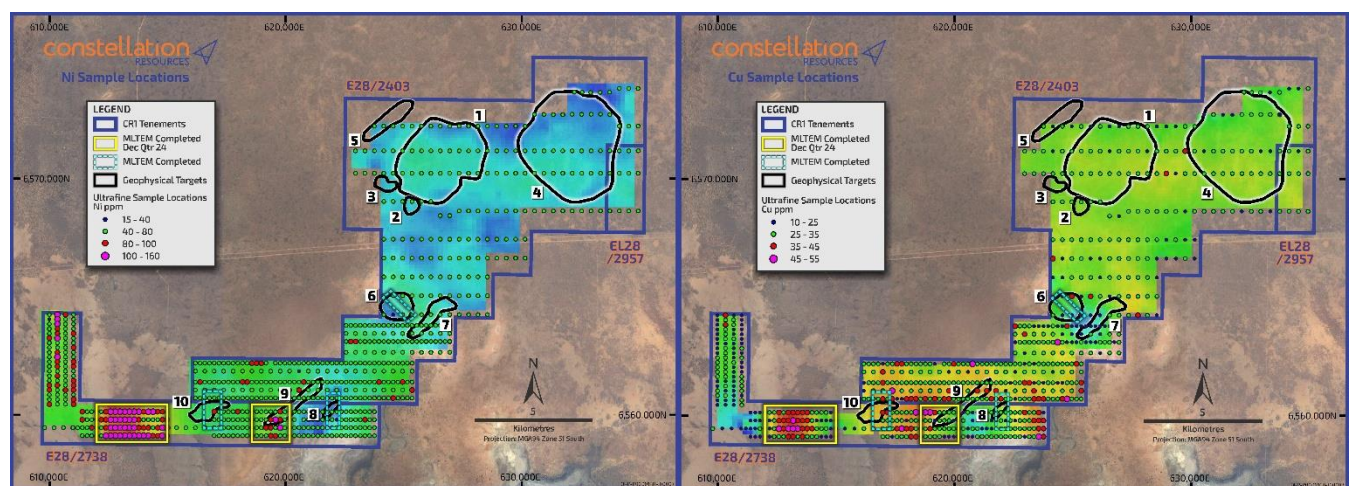 610,000E
620,000E
630,000E
constellation
RESOURCES
Ni Sample Locations
LEGEND
CR1 Tenements
MLTEM Completed
Dec Qtr 24
MLTEM Completed
Geophysical Targets
Ultrafine Sample Locations
Ni ppm
15 - 40
40 - 80
80 - 100
100 - 160
E28/2403
1
5
3
2
4
6,570,000N
EL28
/2957
6
7
N
9
5
10
8
6,560,000N
Kilometres
Projection: MGA94 Zone 51 South
E28/2738
610,000E
620,000E
630,000E
610,000E
620,000E
630,000E
constellation
RESOURCES
Cu Sample Locations
LEGEND
CR1 Tenements
MLTEM Completed
Dec Qtr 24
MLTEM Completed
Geophysical Targets
Ultrafine Sample Locations
Cu ppm
10 - 25
25 - 35
35 - 45
45 - 55
E28/2403
1
5
3
2
4
6,570,000N
EL28
/2957
6
7
N
9
5
10
8
6,560,000N
Kilometres
Projection: MGA94 Zone 51 South
E28/2738
610,000E
620,000E
630,000E